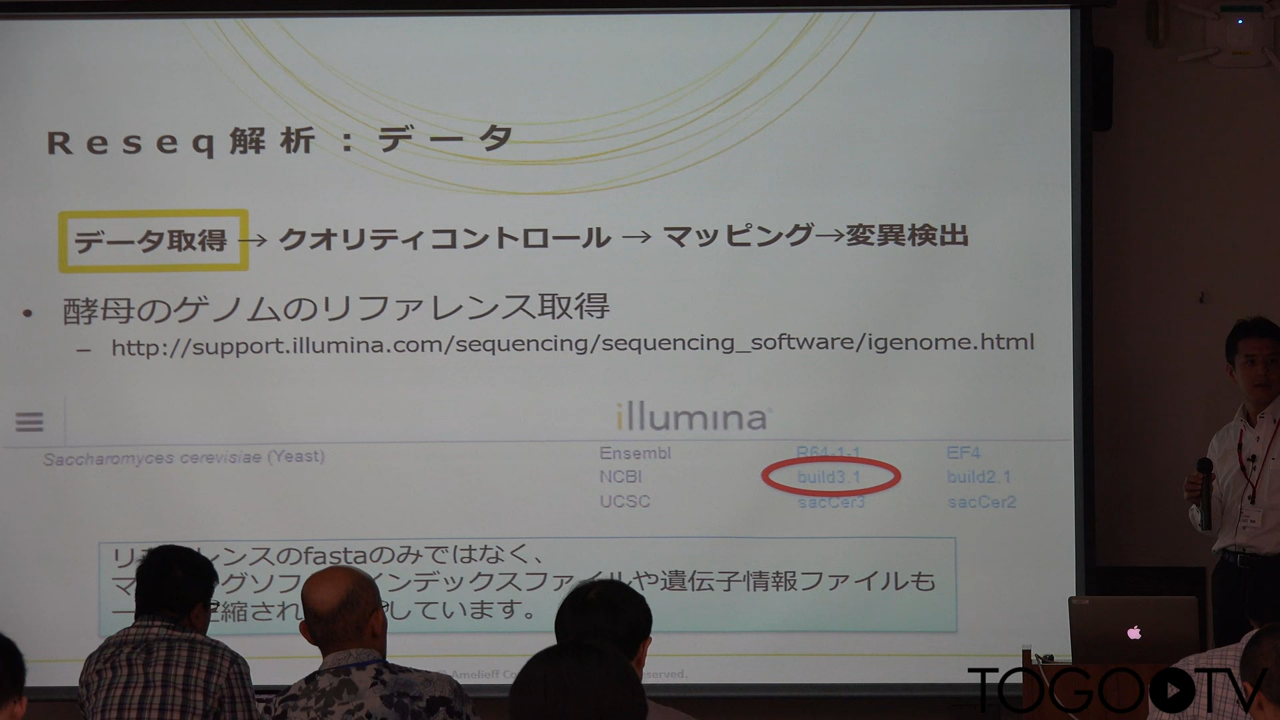 Reseq解析：データ
データ取得 → クオリティコントロール → マッピング→変異検出
• 酵母のゲノムのリファレンス取得
– http://support.illumina.com/sequencing/sequencing_software/igenome.html
illumina
Saccharomyces cerevisiae (Yeast) Ensembl R64-1-1 EF4
NCBI build3.1 build2.1
UCSC sacCer3 sacCer2
レンスのfastaのみではなく、
インデックスファイルや遺伝子情報ファイルも
しています。
Amelieff
TOGOTV